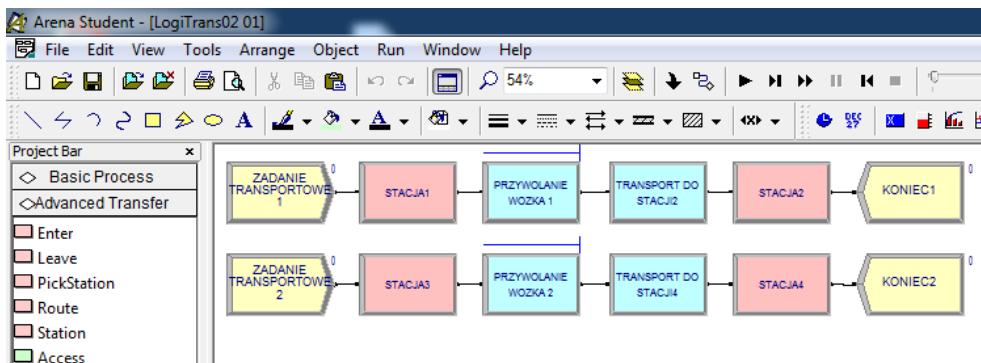 Arena Student - [LogiTrans02 01]
File Edit View Tools Arrange Object Run Window Help
54%
A A
DEC
27
Project Bar x
Basic Process
Advanced Transfer
Enter
Leave
PickStation
Route
Station
Access
ZADANIE
TRANSPORTOWE
1
0
STACJA1
PRZYWOLANIE
WOZKA 1
TRANSPORT DO
STACJI2
STACJA2
KONIEC1
0
ZADANIE
TRANSPORTOWE
2
0
STACJA3
PRZYWOLANIE
WOZKA 2
TRANSPORT DO
STACJI4
STACJA4
KONIEC2
0